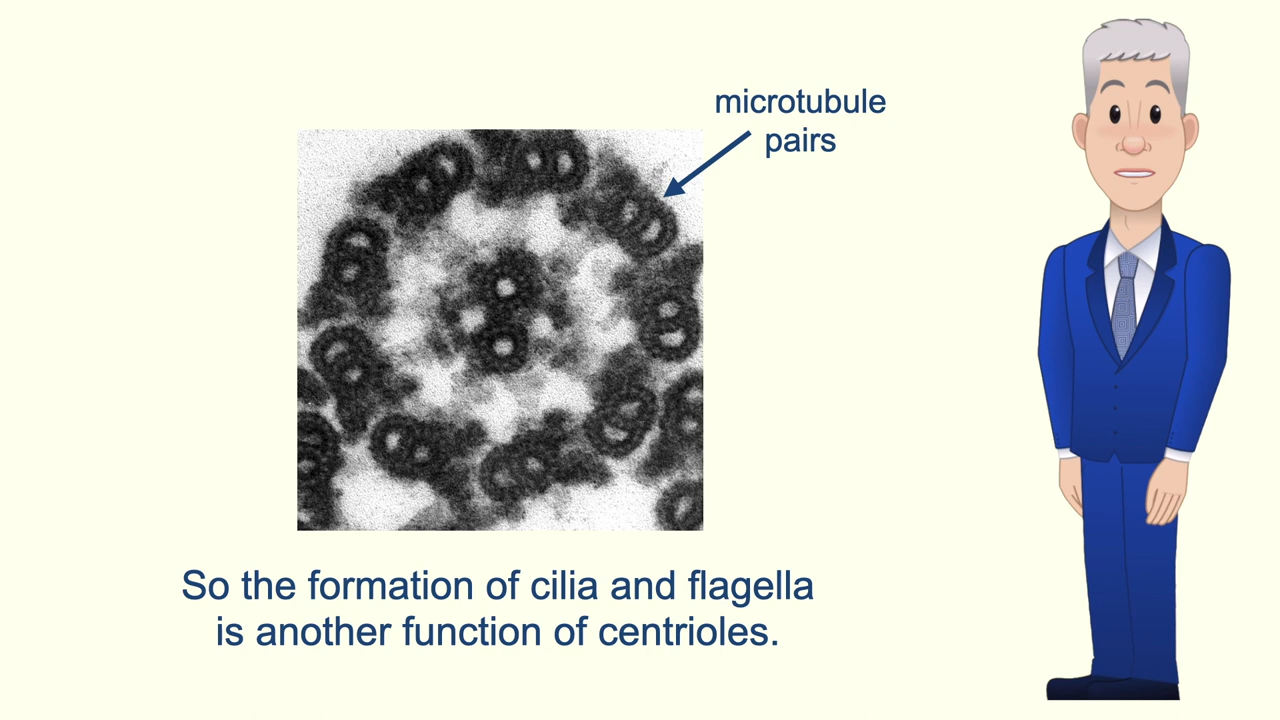 microtubule
pairs
So the formation of cilia and flagella
is another function of centrioles.